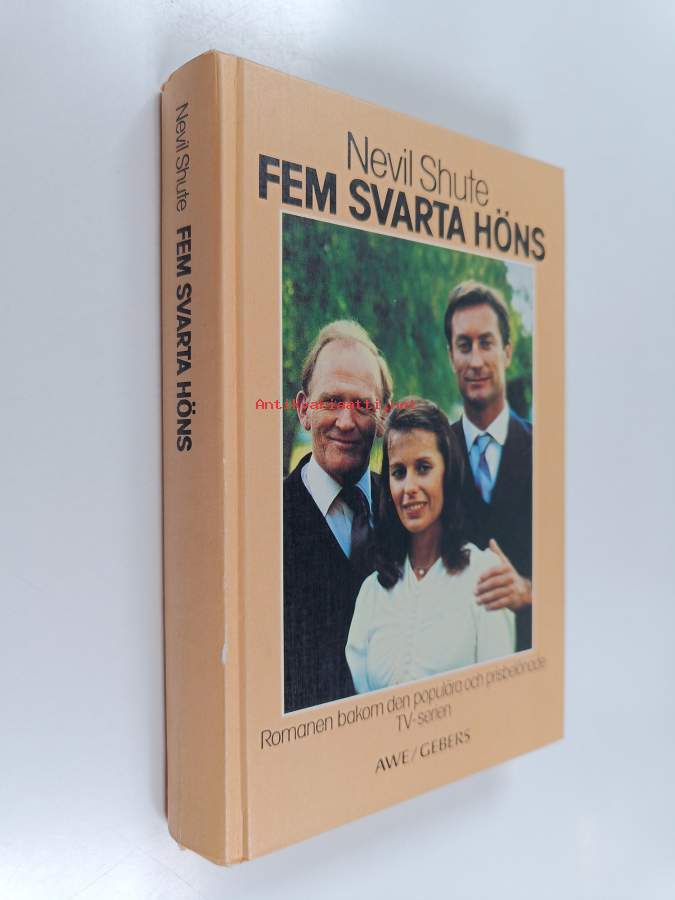 Nevil Shute FEM SVARTA HÖNS
Nevil Shute
FEM SVARTA HÖNS
Antikvariaatti.net
Romanen bakom den populära och prisbelönade
TV-serien
AWE/GEBERS